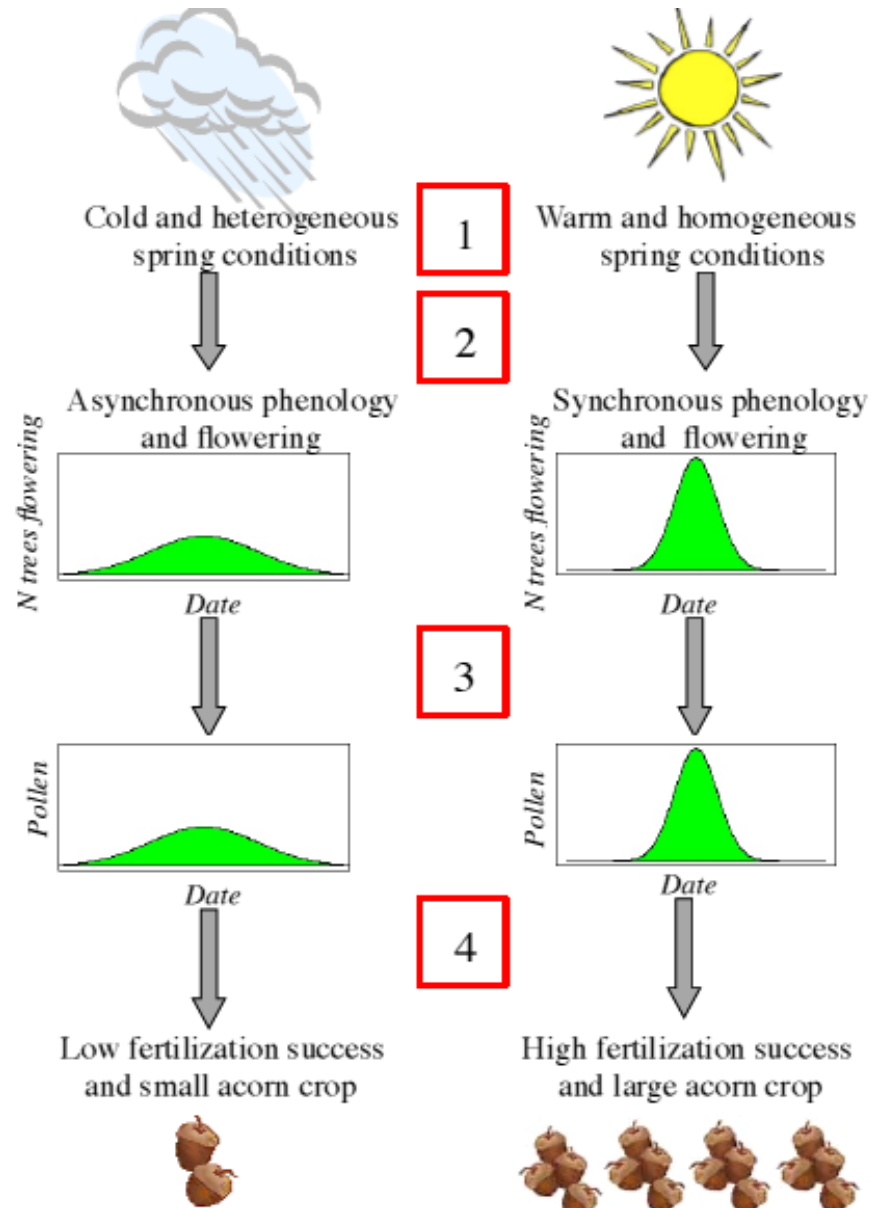 Cold and heterogeneous
spring conditions
1
Warm and homogeneous
spring conditions
2
Asynchronous phenology
and flowering
Synchronous phenology
and flowering
N trees flowering
Date
N trees flowering
Date
3
Pollen
Date
Pollen
Date
4
Low fertilization success
and small acorn crop
High fertilization success
and large acorn crop